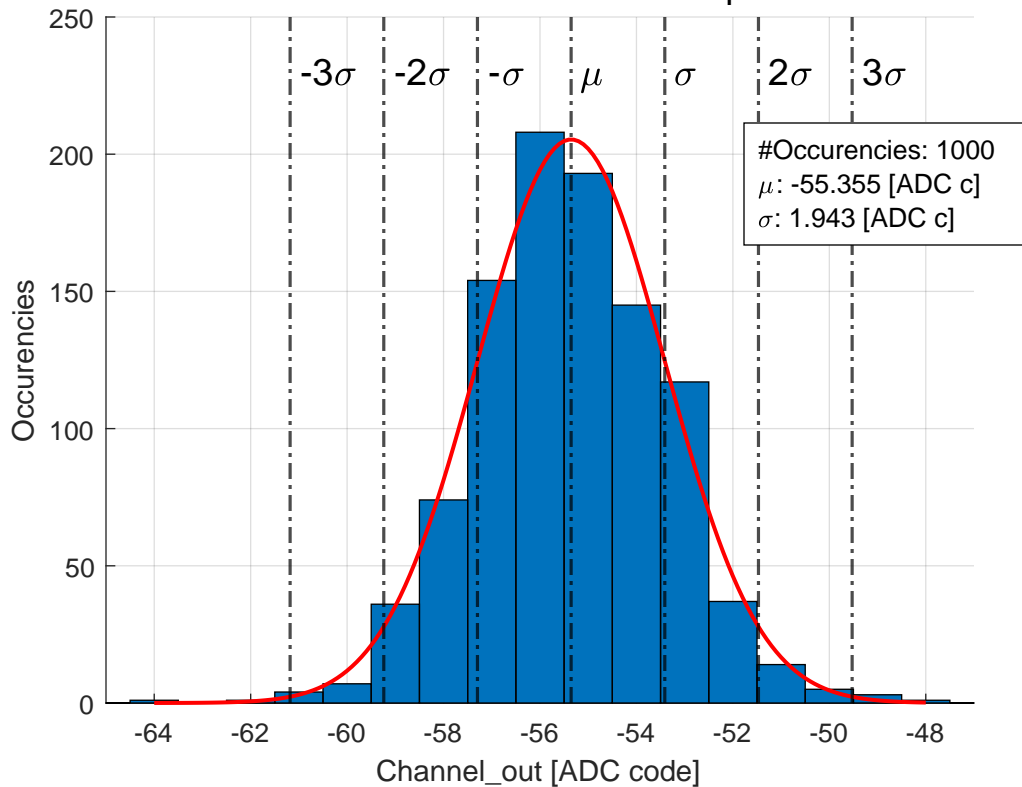 250
200
150
100
50
0
-3σ
-2σ
-σ
μ
σ
2σ
3σ
#Occurencies: 1000
μ: -55.355 [ADC c]
σ: 1.943 [ADC c]
Occurencies
-64
-62
-60
-58
-56
-54
-52
-50
-48
Channel_out [ADC code]